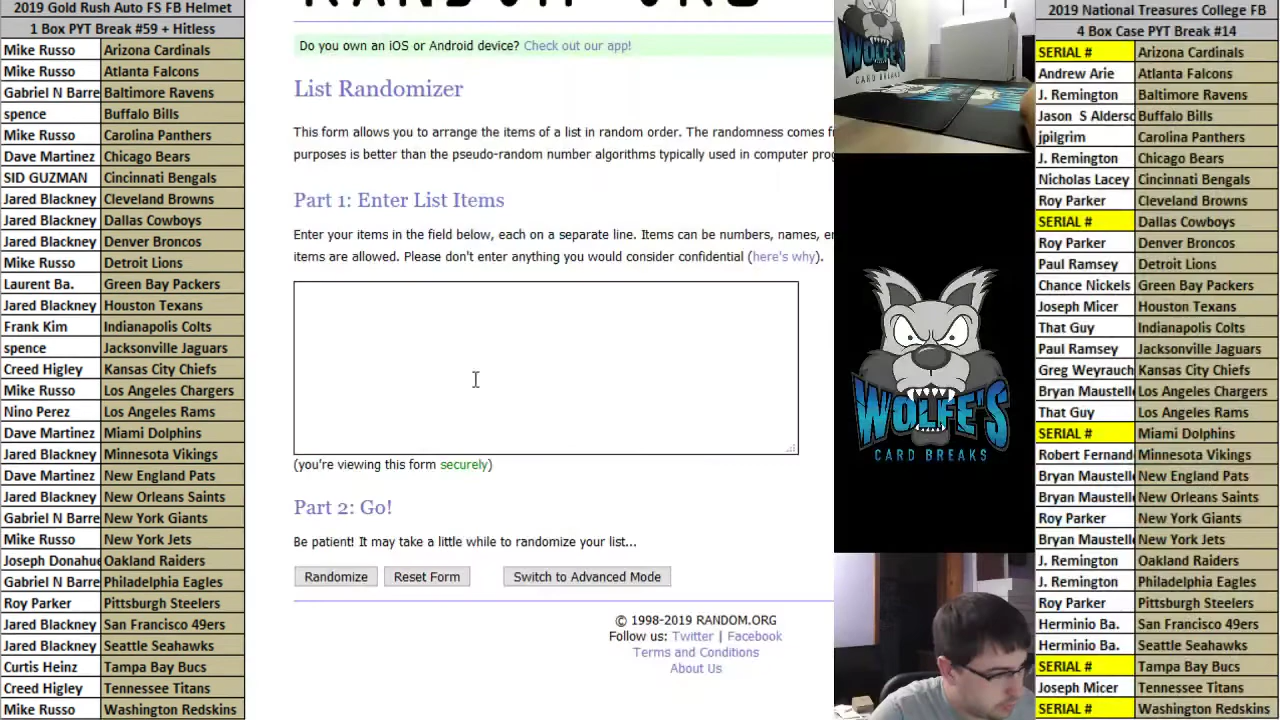 2019 Gold Rush Auto FS FB Helmet
1 Box PYT Break #59 + Hitless
Mike Russo Arizona Cardinals
Mike Russo Atlanta Falcons
Gabriel N Barre Baltimore Ravens
spence Buffalo Bills
Mike Russo Carolina Panthers
Dave Martinez Chicago Bears
SID GUZMAN Cincinnati Bengals
Jared Blackney Cleveland Browns
Jared Blackney Dallas Cowboys
Jared Blackney Denver Broncos
Mike Russo Detroit Lions
Laurent Ba. Green Bay Packers
Jared Blackney Houston Texans
Frank Kim Indianapolis Colts
spence Jacksonville Jaguars
Creed Higley Kansas City Chiefs
Mike Russo Los Angeles Chargers
Nino Perez Los Angeles Rams
Dave Martinez Miami Dolphins
Jared Blackney Minnesota Vikings
Dave Martinez New England Pats
Jared Blackney New Orleans Saints
Gabriel N Barre New York Giants
Mike Russo New York Jets
Joseph Donahue Oakland Raiders
Gabriel N Barre Philadelphia Eagles
Roy Parker Pittsburgh Steelers
Jared Blackney San Francisco 49ers
Jared Blackney Seattle Seahawks
Curtis Heinz Tampa Bay Bucs
Creed Higley Tennessee Titans
Mike Russo Washington Redskins
RANDOM ORG
Do you own an iOS or Android device? Check out our app!
List Randomizer
This form allows you to arrange the items of a list in random order. The randomness comes f
purposes is better than the pseudo-random number algorithms typically used in computer prog
Part 1: Enter List Items
Enter your items in the field below, each on a separate line. Items can be numbers, names, e
items are allowed. Please don't enter anything you would consider confidential (here's why).
(you're viewing this form securely)
Part 2: Go!
Be patient! It may take a little while to randomize your list...
Randomize Reset Form Switch to Advanced Mode
© 1998-2019 RANDOM.ORG
Follow us: Twitter | Facebook
Terms and Conditions
About Us
WOLFE'S
CARD BREAKS
WOLFE'S
CARD BREAKS
2019 National Treasures College FB
4 Box Case PYT Break #14
SERIAL # Arizona Cardinals
Andrew Arie Atlanta Falcons
J. Remington Baltimore Ravens
Jason S Alderso Buffalo Bills
jpilgrim Carolina Panthers
J. Remington Chicago Bears
Nicholas Lacey Cincinnati Bengals
Roy Parker Cleveland Browns
SERIAL # Dallas Cowboys
Roy Parker Denver Broncos
Paul Ramsey Detroit Lions
Chance Nickels Green Bay Packers
Joseph Micer Houston Texans
That Guy Indianapolis Colts
Paul Ramsey Jacksonville Jaguars
Greg Weyrauch Kansas City Chiefs
Bryan Maustelle Los Angeles Chargers
That Guy Los Angeles Rams
SERIAL # Miami Dolphins
Robert Fernand Minnesota Vikings
Bryan Maustelle New England Pats
Bryan Maustelle New Orleans Saints
Roy Parker New York Giants
Bryan Maustelle New York Jets
J. Remington Oakland Raiders
J. Remington Philadelphia Eagles
Roy Parker Pittsburgh Steelers
Herminio Ba. San Francisco 49ers
Herminio Ba. Seattle Seahawks
SERIAL # Tampa Bay Bucs
Joseph Micer Tennessee Titans
SERIAL # Washington Redskins